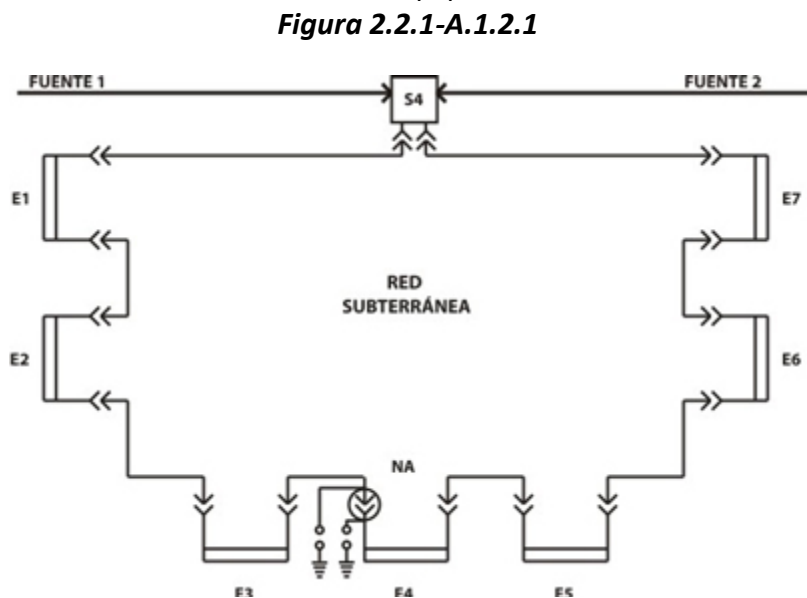 Figura 2.2.1-A.1.2.1
FUENTE 1
S4
FUENTE 2
E1
E7
RED
SUBTERRÁNEA
E2
E6
NA
E3
E4
E5